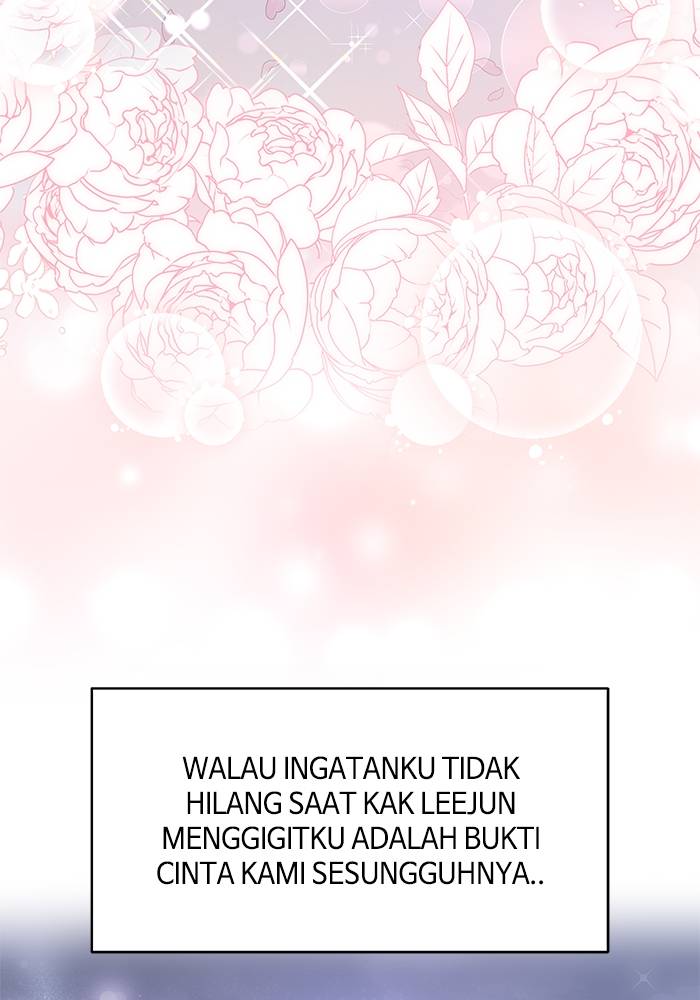 WALAU INGATANKU TIDAK
HILANG SAAT KAK LEEJUN
MENGGIGITKU ADALAH BUKTI
CINTA KAMI SESUNGGUHNYA..